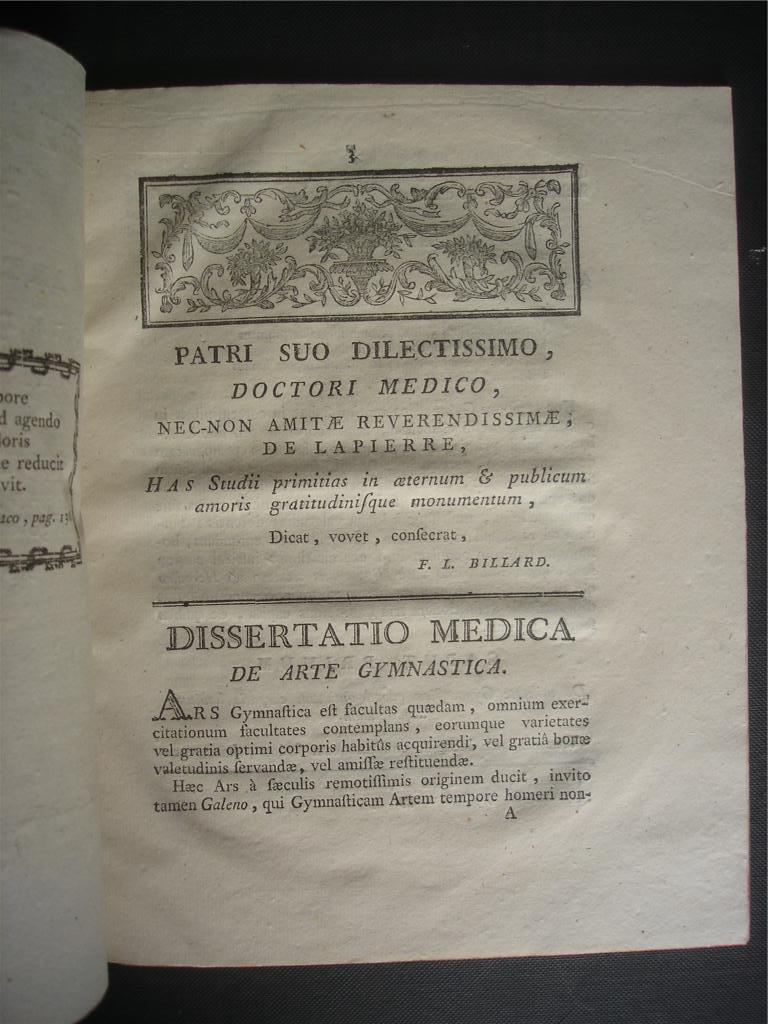 pore
d agendo
loris
e reducit
vit.
aco, pag. 13
3
PATRI SUO DILECTISSIMO,
DOCTORI MEDICO,
NEC-NON AMITÆ REVERENDISSIMÆ;
DE LAPIERRE,
HAS Studii primitias in æternum & publicum
amoris gratitudiniſque monumentum,
Dicat, vovet, conſecrat,
F. L. BILLARD.
DISSERTATIO MEDICA
DE ARTE GYMNASTICA.
ARS Gymnaſtica eſt facultas quædam, omnium exer-
citationum facultates contemplans, eorumque varietates
vel gratia optimi corporis habitûs acquirendi, vel gratiâ bonæ
valetudinis ſervandæ, vel amiſſæ reſtituendæ.
Hæc Ars à ſæculis remotiſſimis originem ducit, invito
tamen Galeno, qui Gymnaſticam Artem tempore homeri non-
A